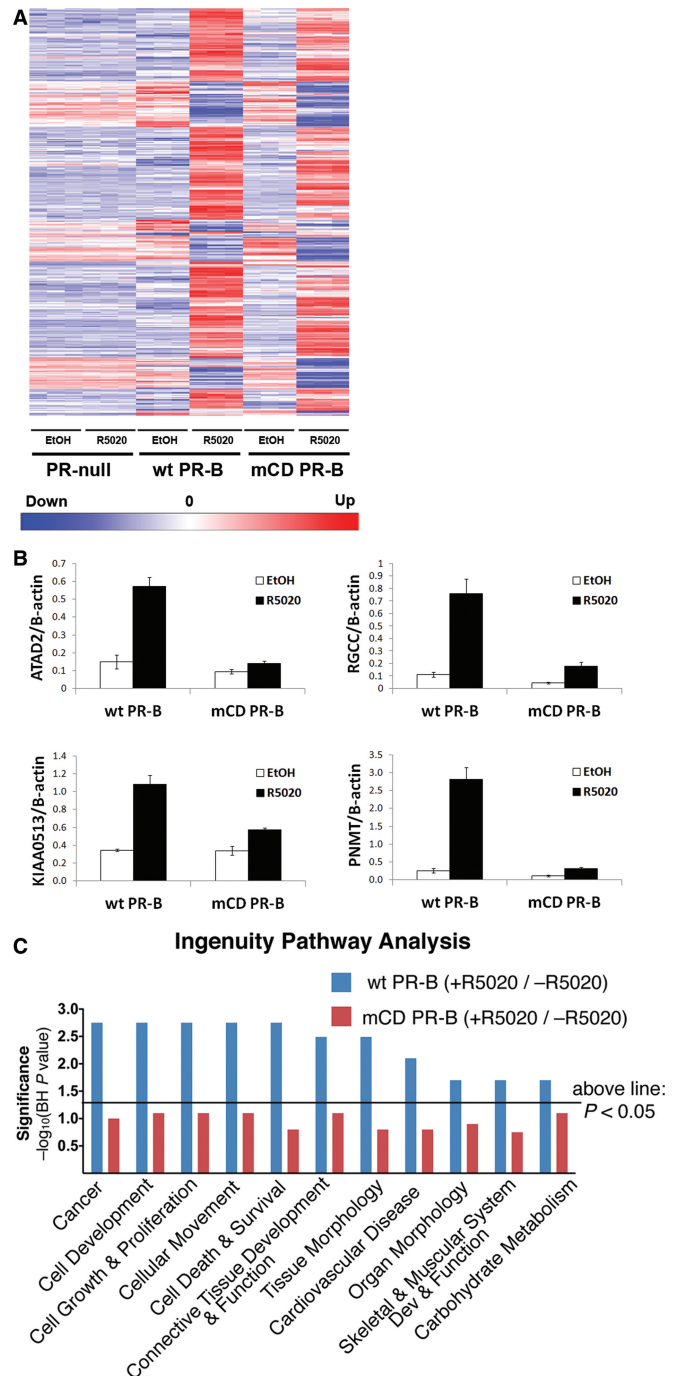 A
EtOH R5020 EtOH R5020 EtOH R5020
PR-null wt PR-B mCD PR-B
Down 0 Up
B
0.7
0.6
0.5
0.4
0.3
0.2
0.1
0
ATAD2/B-actin
EtOH
R5020
wt PR-B mCD PR-B
1
0.9
0.8
0.7
0.6
0.5
0.4
0.3
0.2
0.1
0
RGCC/B-actin
EtOH
R5020
wt PR-B mCD PR-B
1.4
1.2
1.0
0.8
0.6
0.4
0.2
0.0
KIAA0513/B-actin
EtOH
R5020
wt PR-B mCD PR-B
3.5
3.0
2.5
2.0
1.5
1.0
0.5
0.0
PNMT/B-actin
EtOH
R5020
wt PR-B mCD PR-B
C
Ingenuity Pathway Analysis
wt PR-B (+R5020 / –R5020)
mCD PR-B (+R5020 / –R5020)
Significance
–log10(BH P value)
3.0
2.5
2.0
1.5
1.0
0.5
above line:
P < 0.05
Cancer
Cell Development
Cell Growth & Proliferation
Cellular Movement
Cell Death & Survival
Connective Tissue Development
& Function
Tissue Morphology
Cardiovascular Disease
Organ Morphology
Skeletal & Muscular System
Dev & Function
Carbohydrate Metabolism